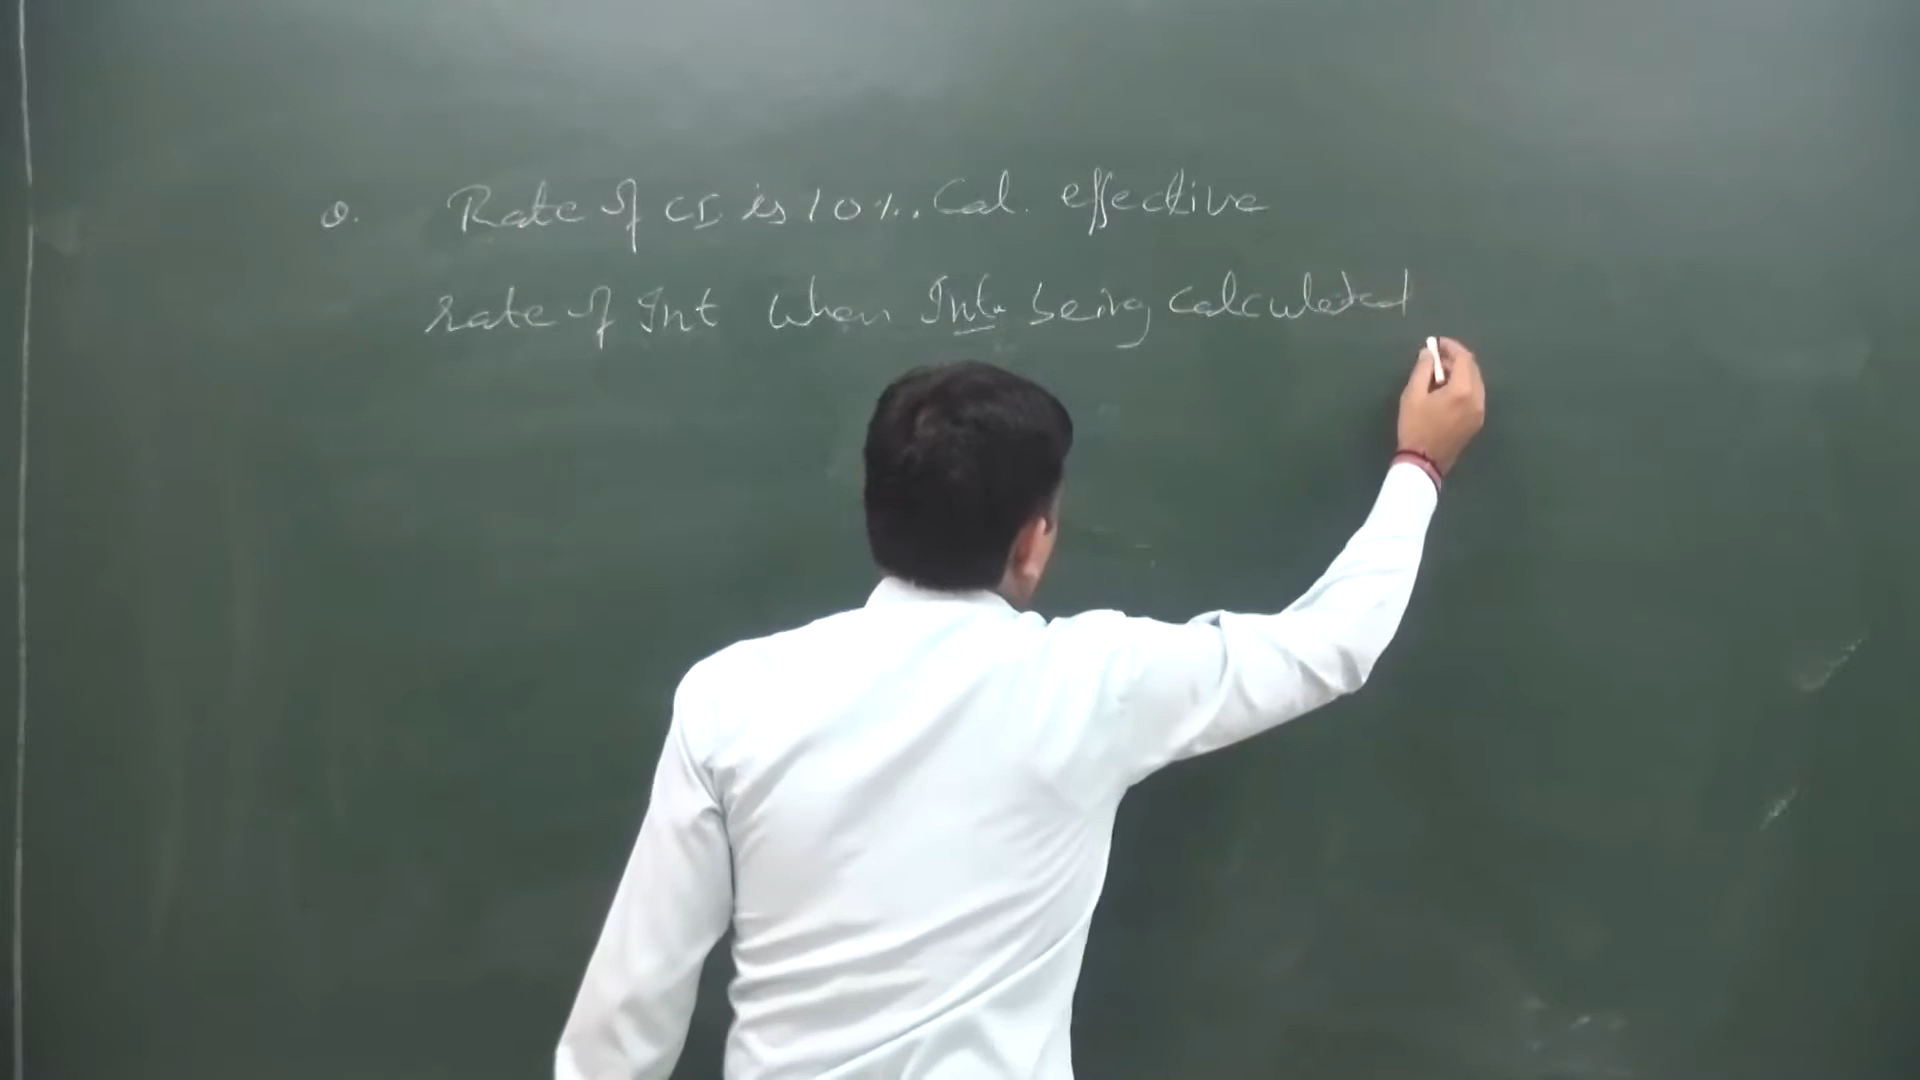 Q. Rate of CI is 10%. Cal. effective
rate of Int when Int. being calculated